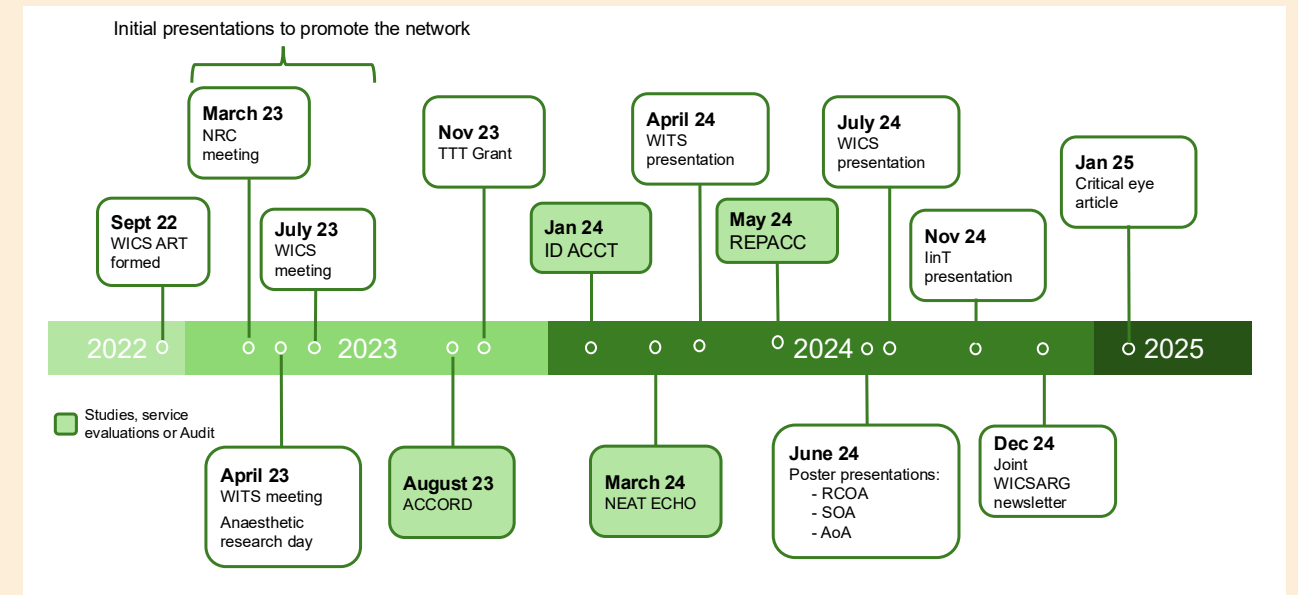 Initial presentations to promote the network
March 23
NRC
meeting
Nov 23
TTT Grant
April 24
WITS
presentation
July 24
WICS
presentation
Jan 25
Critical eye
article
Sept 22
WICS ART
formed
July 23
WICS
meeting
Jan 24
ID ACCT
May 24
REPACC
Nov 24
IinT
presentation
2022
2023
2024
2025
Studies, service
evaluations or Audit
April 23
WITS meeting
Anaesthetic
research day
August 23
ACCORD
March 24
NEAT ECHO
June 24
Poster presentations:
- RCOA
- SOA
- AoA
Dec 24
Joint
WICSARG
newsletter